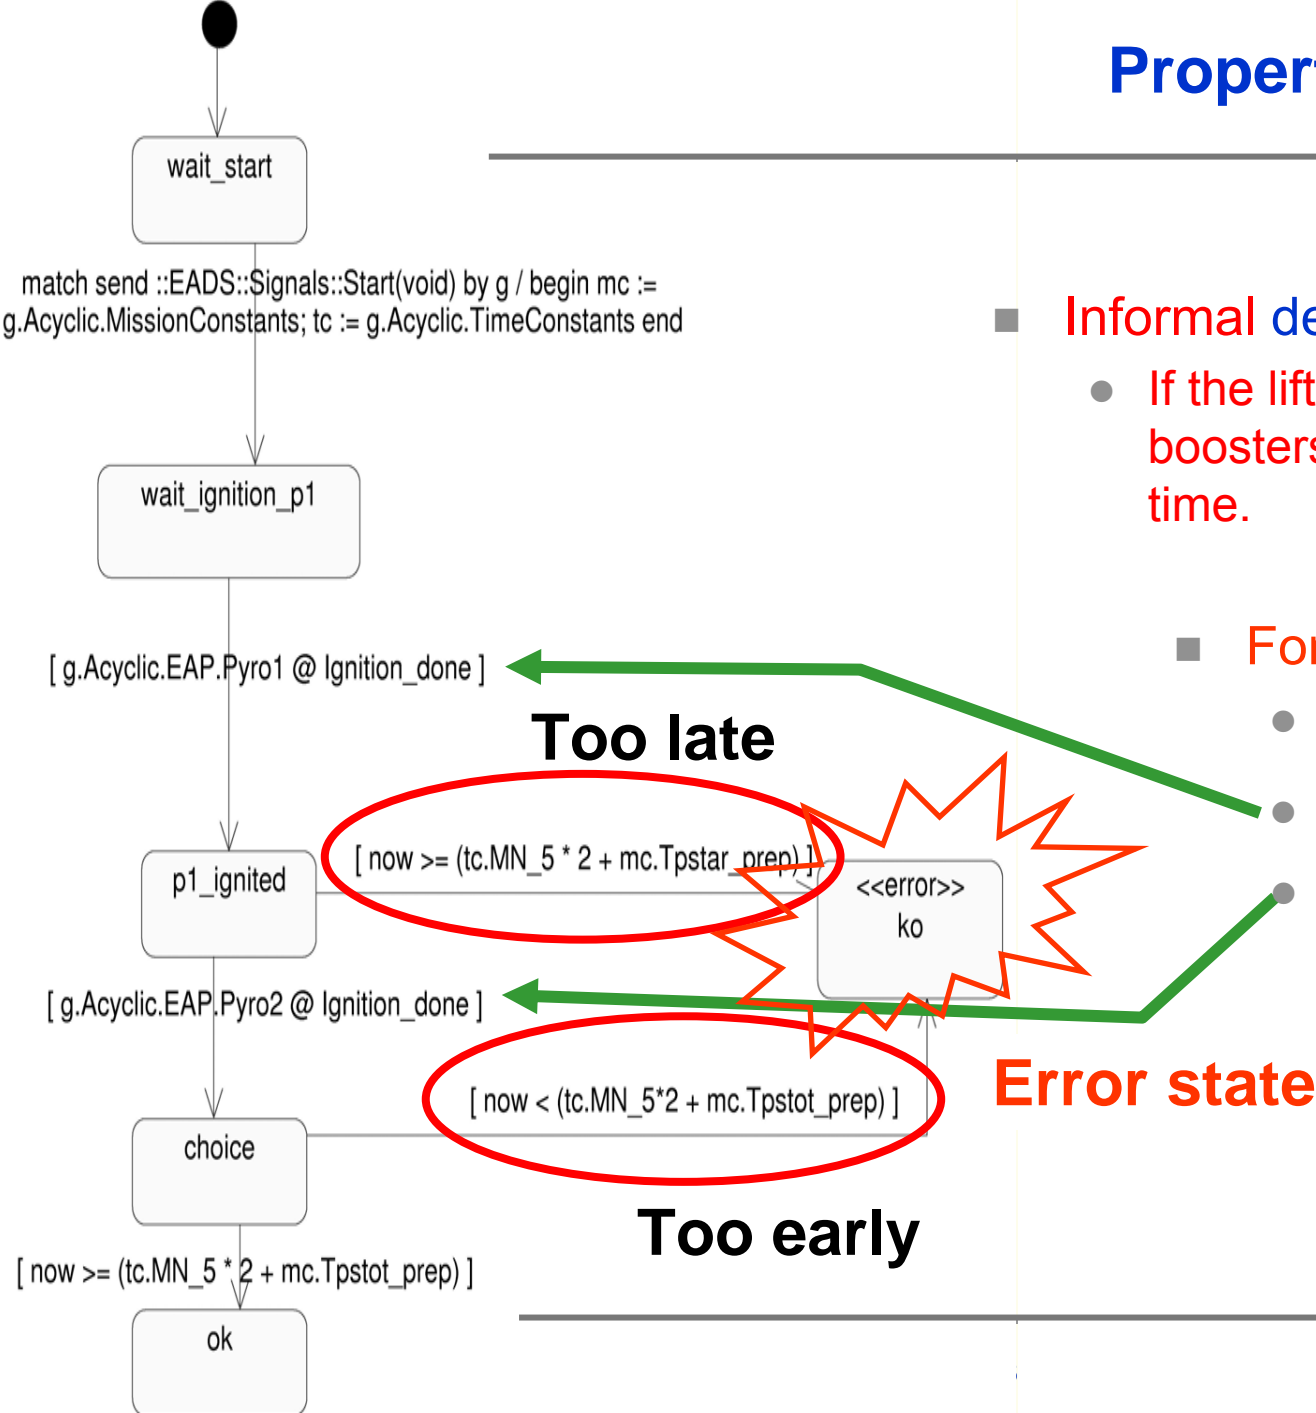 Proper
wait_start
match send ::EADS::Signals::Start(void) by g / begin mc :=
g.Acyclic.MissionConstants; tc := g.Acyclic.TimeConstants end
Informal de
If the lift
boosters
time.
wait_ignition_p1
For
[ g.Acyclic.EAP.Pyro1 @ Ignition_done ]
Too late
[ now >= (tc.MN_5 * 2 + mc.Tpstar_prep) ]
p1_ignited
<<error>>
ko
[ g.Acyclic.EAP.Pyro2 @ Ignition_done ]
Error state
[ now < (tc.MN_5*2 + mc.Tpstot_prep) ]
choice
Too early
[ now >= (tc.MN_5 * 2 + mc.Tpstot_prep) ]
ok